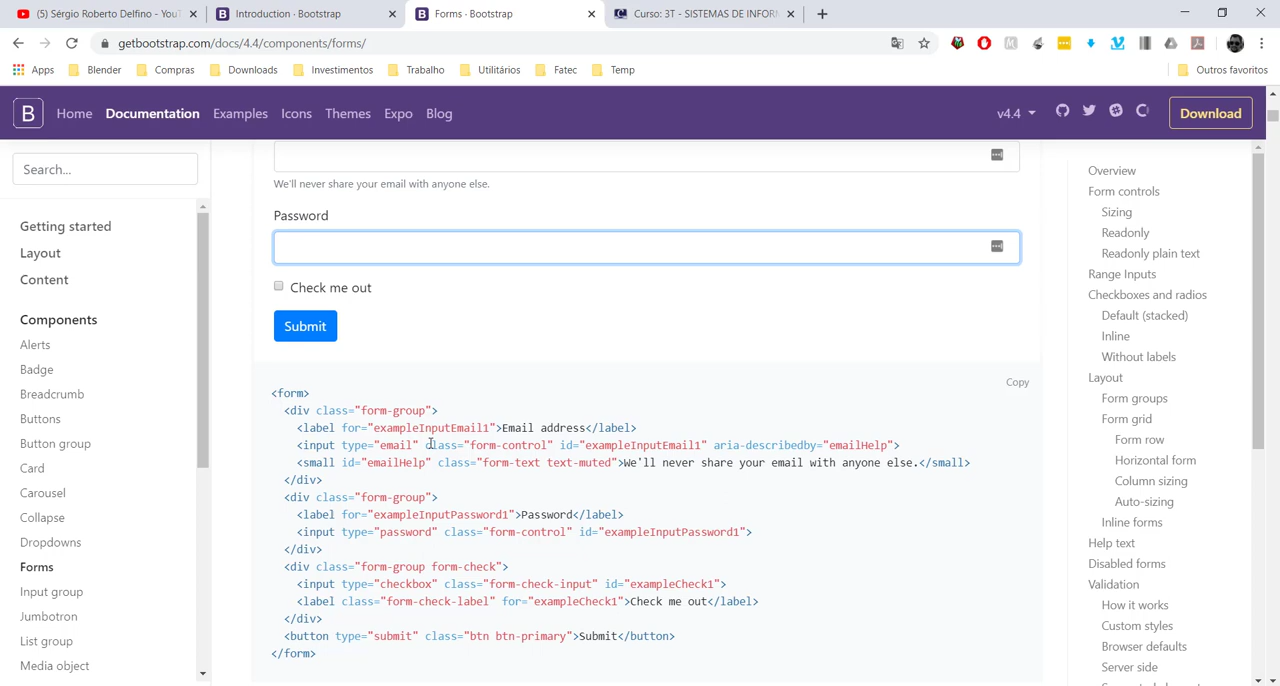 (5) Sérgio Roberto Delfino - YouT
Introduction · Bootstrap
Forms · Bootstrap
Curso: 3T - SISTEMAS DE INFORM
getbootstrap.com/docs/4.4/components/forms/
Apps
Blender
Compras
Downloads
Investimentos
Trabalho
Utilitários
Fatec
Temp
Outros favoritos
B
Home
Documentation
Examples
Icons
Themes
Expo
Blog
v4.4
Download
Search...
Getting started
Layout
Content
Components
Alerts
Badge
Breadcrumb
Buttons
Button group
Card
Carousel
Collapse
Dropdowns
Forms
Input group
Jumbotron
List group
Media object
We'll never share your email with anyone else.
Password
Check me out
Submit
Copy
<form>
<div class="form-group">
<label for="exampleInputEmail1">Email address</label>
<input type="email" class="form-control" id="exampleInputEmail1" aria-describedby="emailHelp">
<small id="emailHelp" class="form-text text-muted">We'll never share your email with anyone else.</small>
</div>
<div class="form-group">
<label for="exampleInputPassword1">Password</label>
<input type="password" class="form-control" id="exampleInputPassword1">
</div>
<div class="form-group form-check">
<input type="checkbox" class="form-check-input" id="exampleCheck1">
<label class="form-check-label" for="exampleCheck1">Check me out</label>
</div>
<button type="submit" class="btn btn-primary">Submit</button>
</form>
Overview
Form controls
Sizing
Readonly
Readonly plain text
Range Inputs
Checkboxes and radios
Default (stacked)
Inline
Without labels
Layout
Form groups
Form grid
Form row
Horizontal form
Column sizing
Auto-sizing
Inline forms
Help text
Disabled forms
Validation
How it works
Custom styles
Browser defaults
Server side